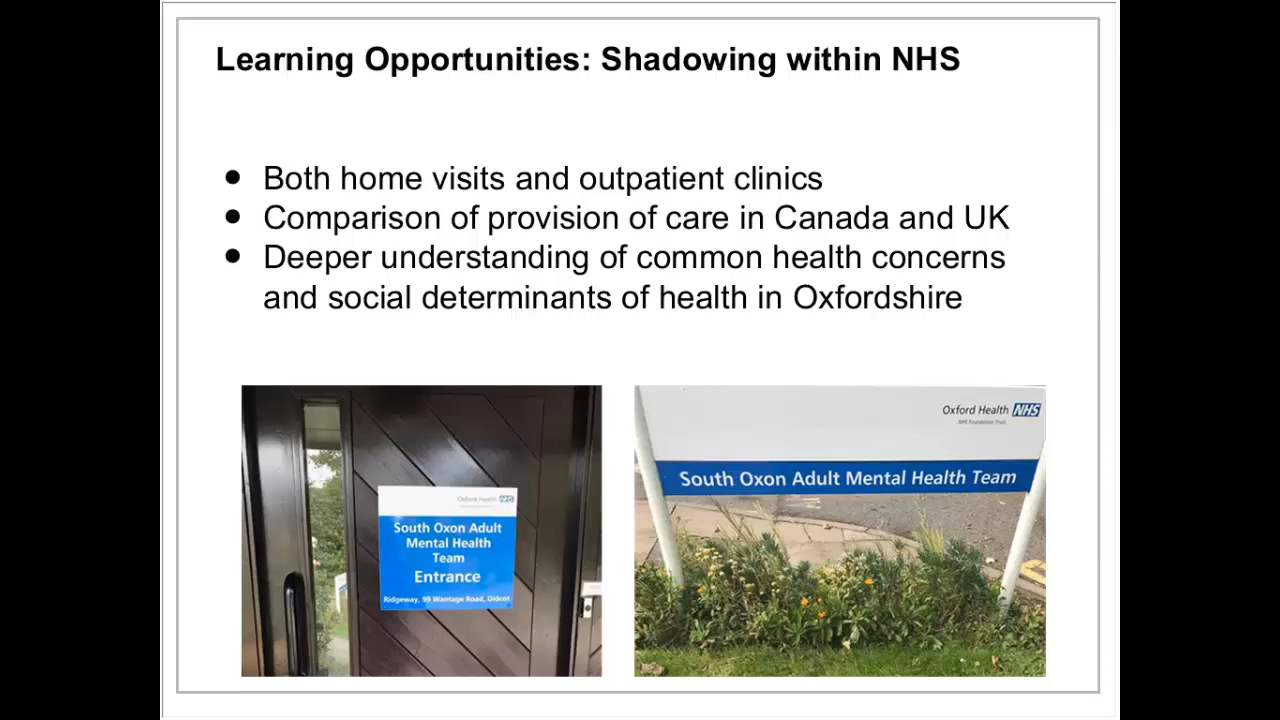 Learning Opportunities: Shadowing within NHS
● Both home visits and outpatient clinics
● Comparison of provision of care in Canada and UK
● Deeper understanding of common health concerns
and social determinants of health in Oxfordshire
Oxford Health NHS
South Oxon Adult
Mental Health
Team
Entrance
Ridgeway, 99 Wantage Road, Didcot
Oxford Health NHS
NHS Foundation Trust
South Oxon Adult Mental Health Team